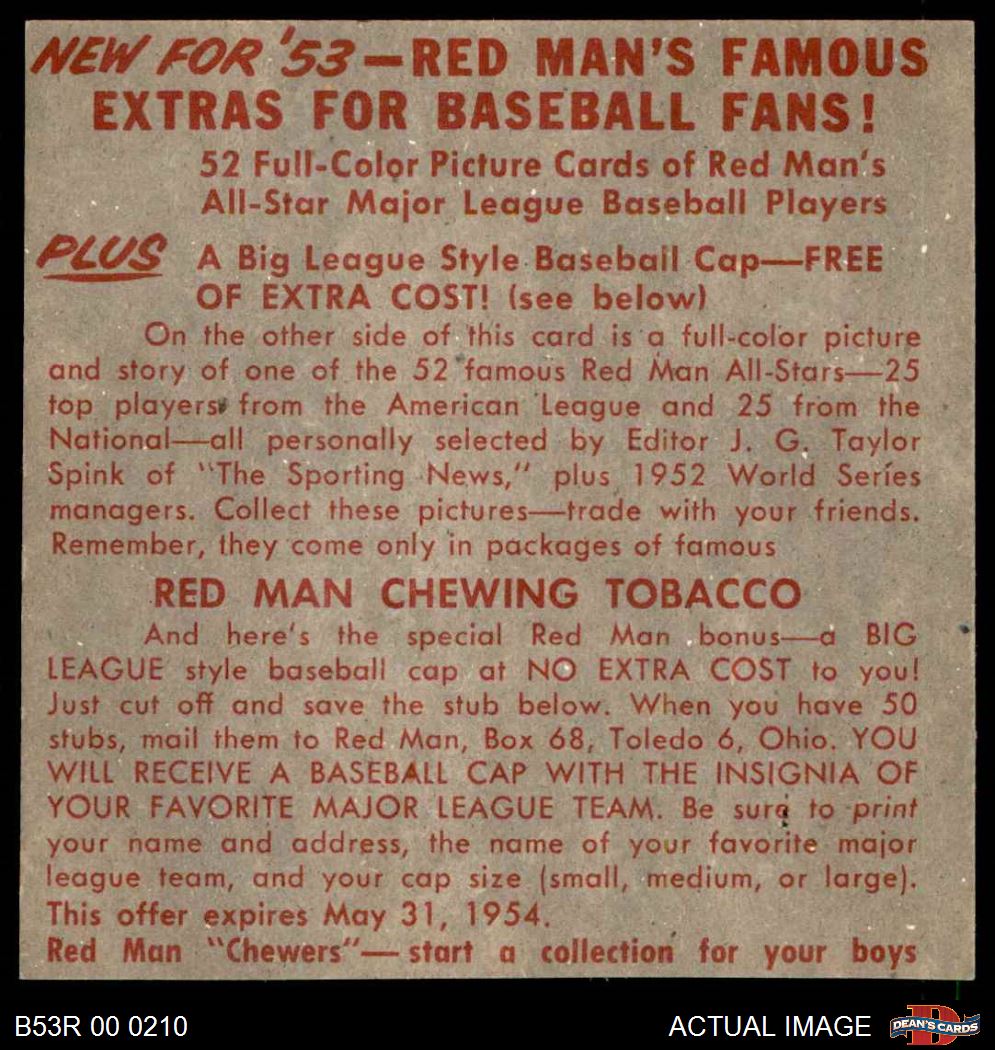 NEW FOR '53—RED MAN'S FAMOUS
EXTRAS FOR BASEBALL FANS!
52 Full-Color Picture Cards of Red Man's
All-Star Major League Baseball Players
PLUS A Big League Style Baseball Cap—FREE
OF EXTRA COST! (see below)
On the other side of this card is a full-color picture
and story of one of the 52 famous Red Man All-Stars—25
top players from the American League and 25 from the
National—all personally selected by Editor J. G. Taylor
Spink of "The Sporting News," plus 1952 World Series
managers. Collect these pictures—trade with your friends.
Remember, they come only in packages of famous
RED MAN CHEWING TOBACCO
And here's the special Red Man bonus—a BIG
LEAGUE style baseball cap at NO EXTRA COST to you!
Just cut off and save the stub below. When you have 50
stubs, mail them to Red Man, Box 68, Toledo 6, Ohio. YOU
WILL RECEIVE A BASEBALL CAP WITH THE INSIGNIA OF
YOUR FAVORITE MAJOR LEAGUE TEAM. Be sure to print
your name and address, the name of your favorite major
league team, and your cap size (small, medium, or large).
This offer expires May 31, 1954.
Red Man "Chewers"—start a collection for your boys
B53R 00 0210
ACTUAL IMAGE
DEAN'S CARDS